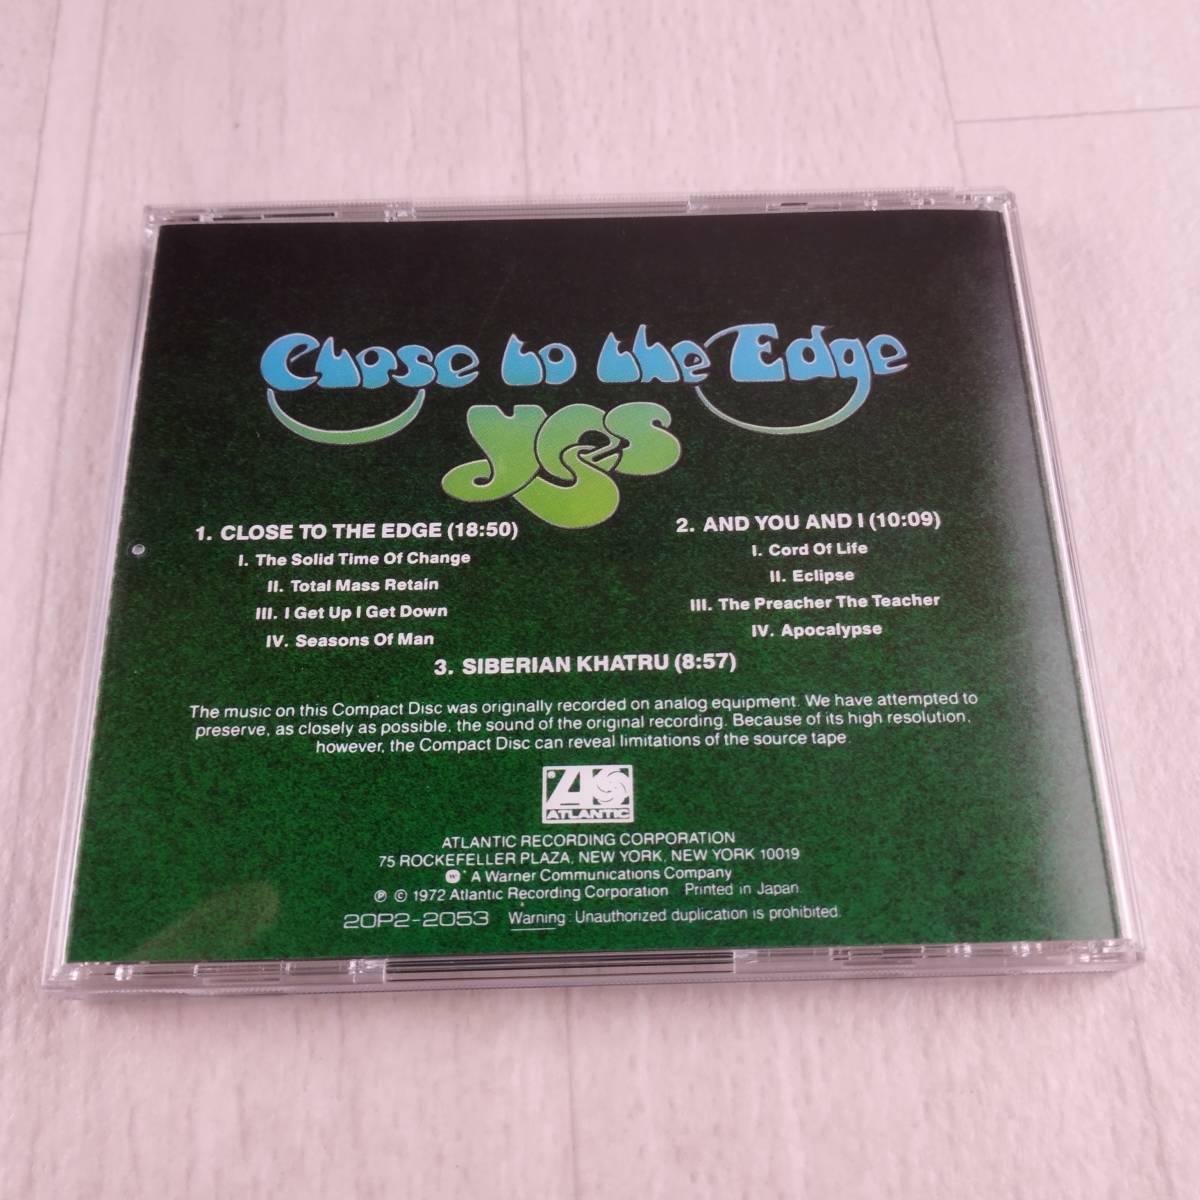 Close to the Edge
yes
1. CLOSE TO THE EDGE (18:50)
I. The Solid Time Of Change
II. Total Mass Retain
III. I Get Up I Get Down
IV. Seasons Of Man
2. AND YOU AND I (10:09)
I. Cord Of Life
II. Eclipse
III. The Preacher The Teacher
IV. Apocalypse
3. SIBERIAN KHATRU (8:57)
The music on this Compact Disc was originally recorded on analog equipment. We have attempted to
preserve, as closely as possible, the sound of the original recording. Because of its high resolution,
however, the Compact Disc can reveal limitations of the source tape.
ATLANTIC
ATLANTIC RECORDING CORPORATION
75 ROCKEFELLER PLAZA, NEW YORK, NEW YORK 10019
A Warner Communications Company
℗ © 1972 Atlantic Recording Corporation Printed in Japan.
20P2-2053 Warning: Unauthorized duplication is prohibited.